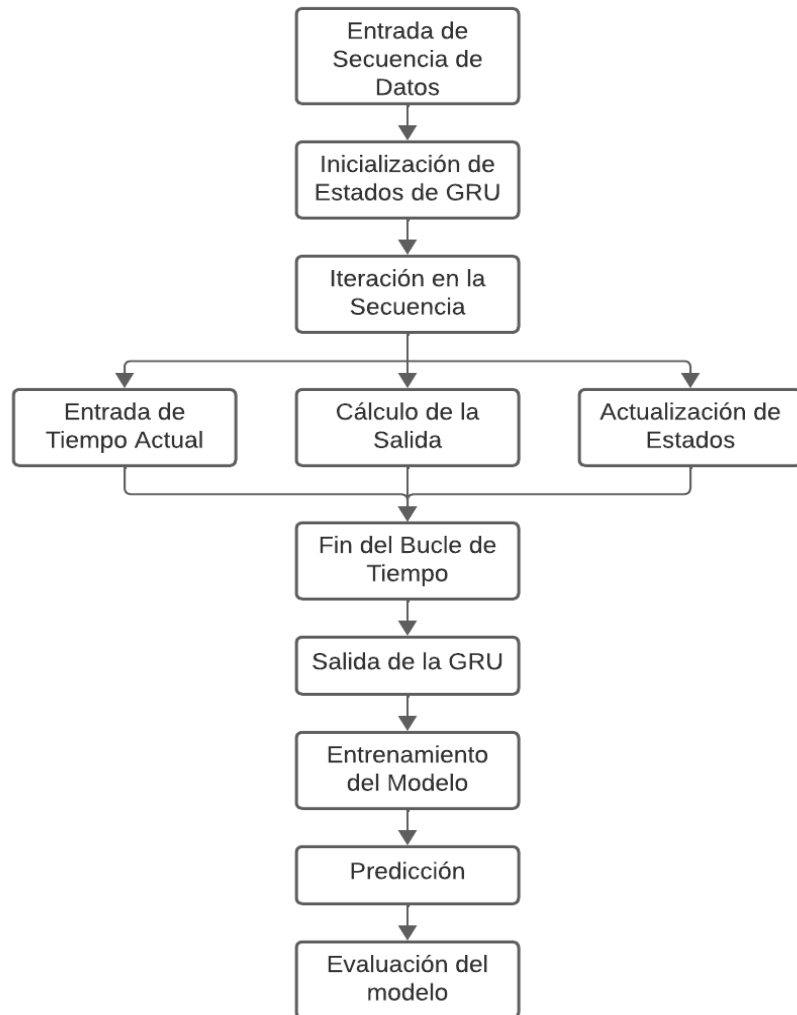 Entrada de
Secuencia de
Datos
Inicialización de
Estados de GRU
Iteración en la
Secuencia
Entrada de
Tiempo Actual
Cálculo de la
Salida
Actualización de
Estados
Fin del Bucle de
Tiempo
Salida de la GRU
Entrenamiento
del Modelo
Predicción
Evaluación del
modelo